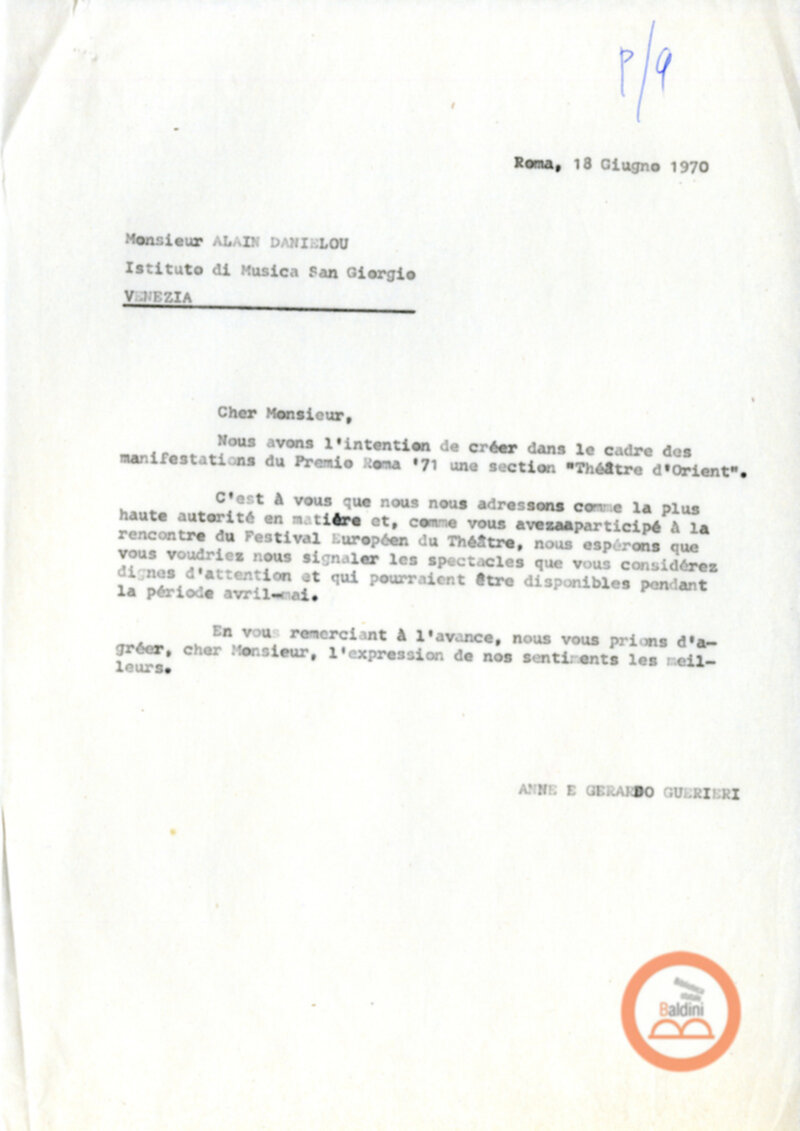 P/9
Roma, 18 Giugno 1970
Monsieur ALAIN DANIELOU
Istituto di Musica San Giorgio
VENEZIA
Cher Monsieur,
Nous avons l'intention de créer dans le cadre des
manifestations du Premio Roma '71 une section "Théâtre d'Orient".
C'est à vous que nous nous adressons comme la plus
haute autorité en matière et, comme vous avezaaparticipé à la
rencontre du Festival Européen du Théâtre, nous espérons que
vous voudriez nous signaler les spectacles que vous considérez
dignes d'attention et qui pourraient être disponibles pendant
la période avril-mai.
En vous remerciant à l'avance, nous vous prions d'a-
gréer, cher Monsieur, l'expression de nos sentiments les meil-
leurs.
ANNE E GERARDO GUERIERI
Biblioteca
statale
Baldini